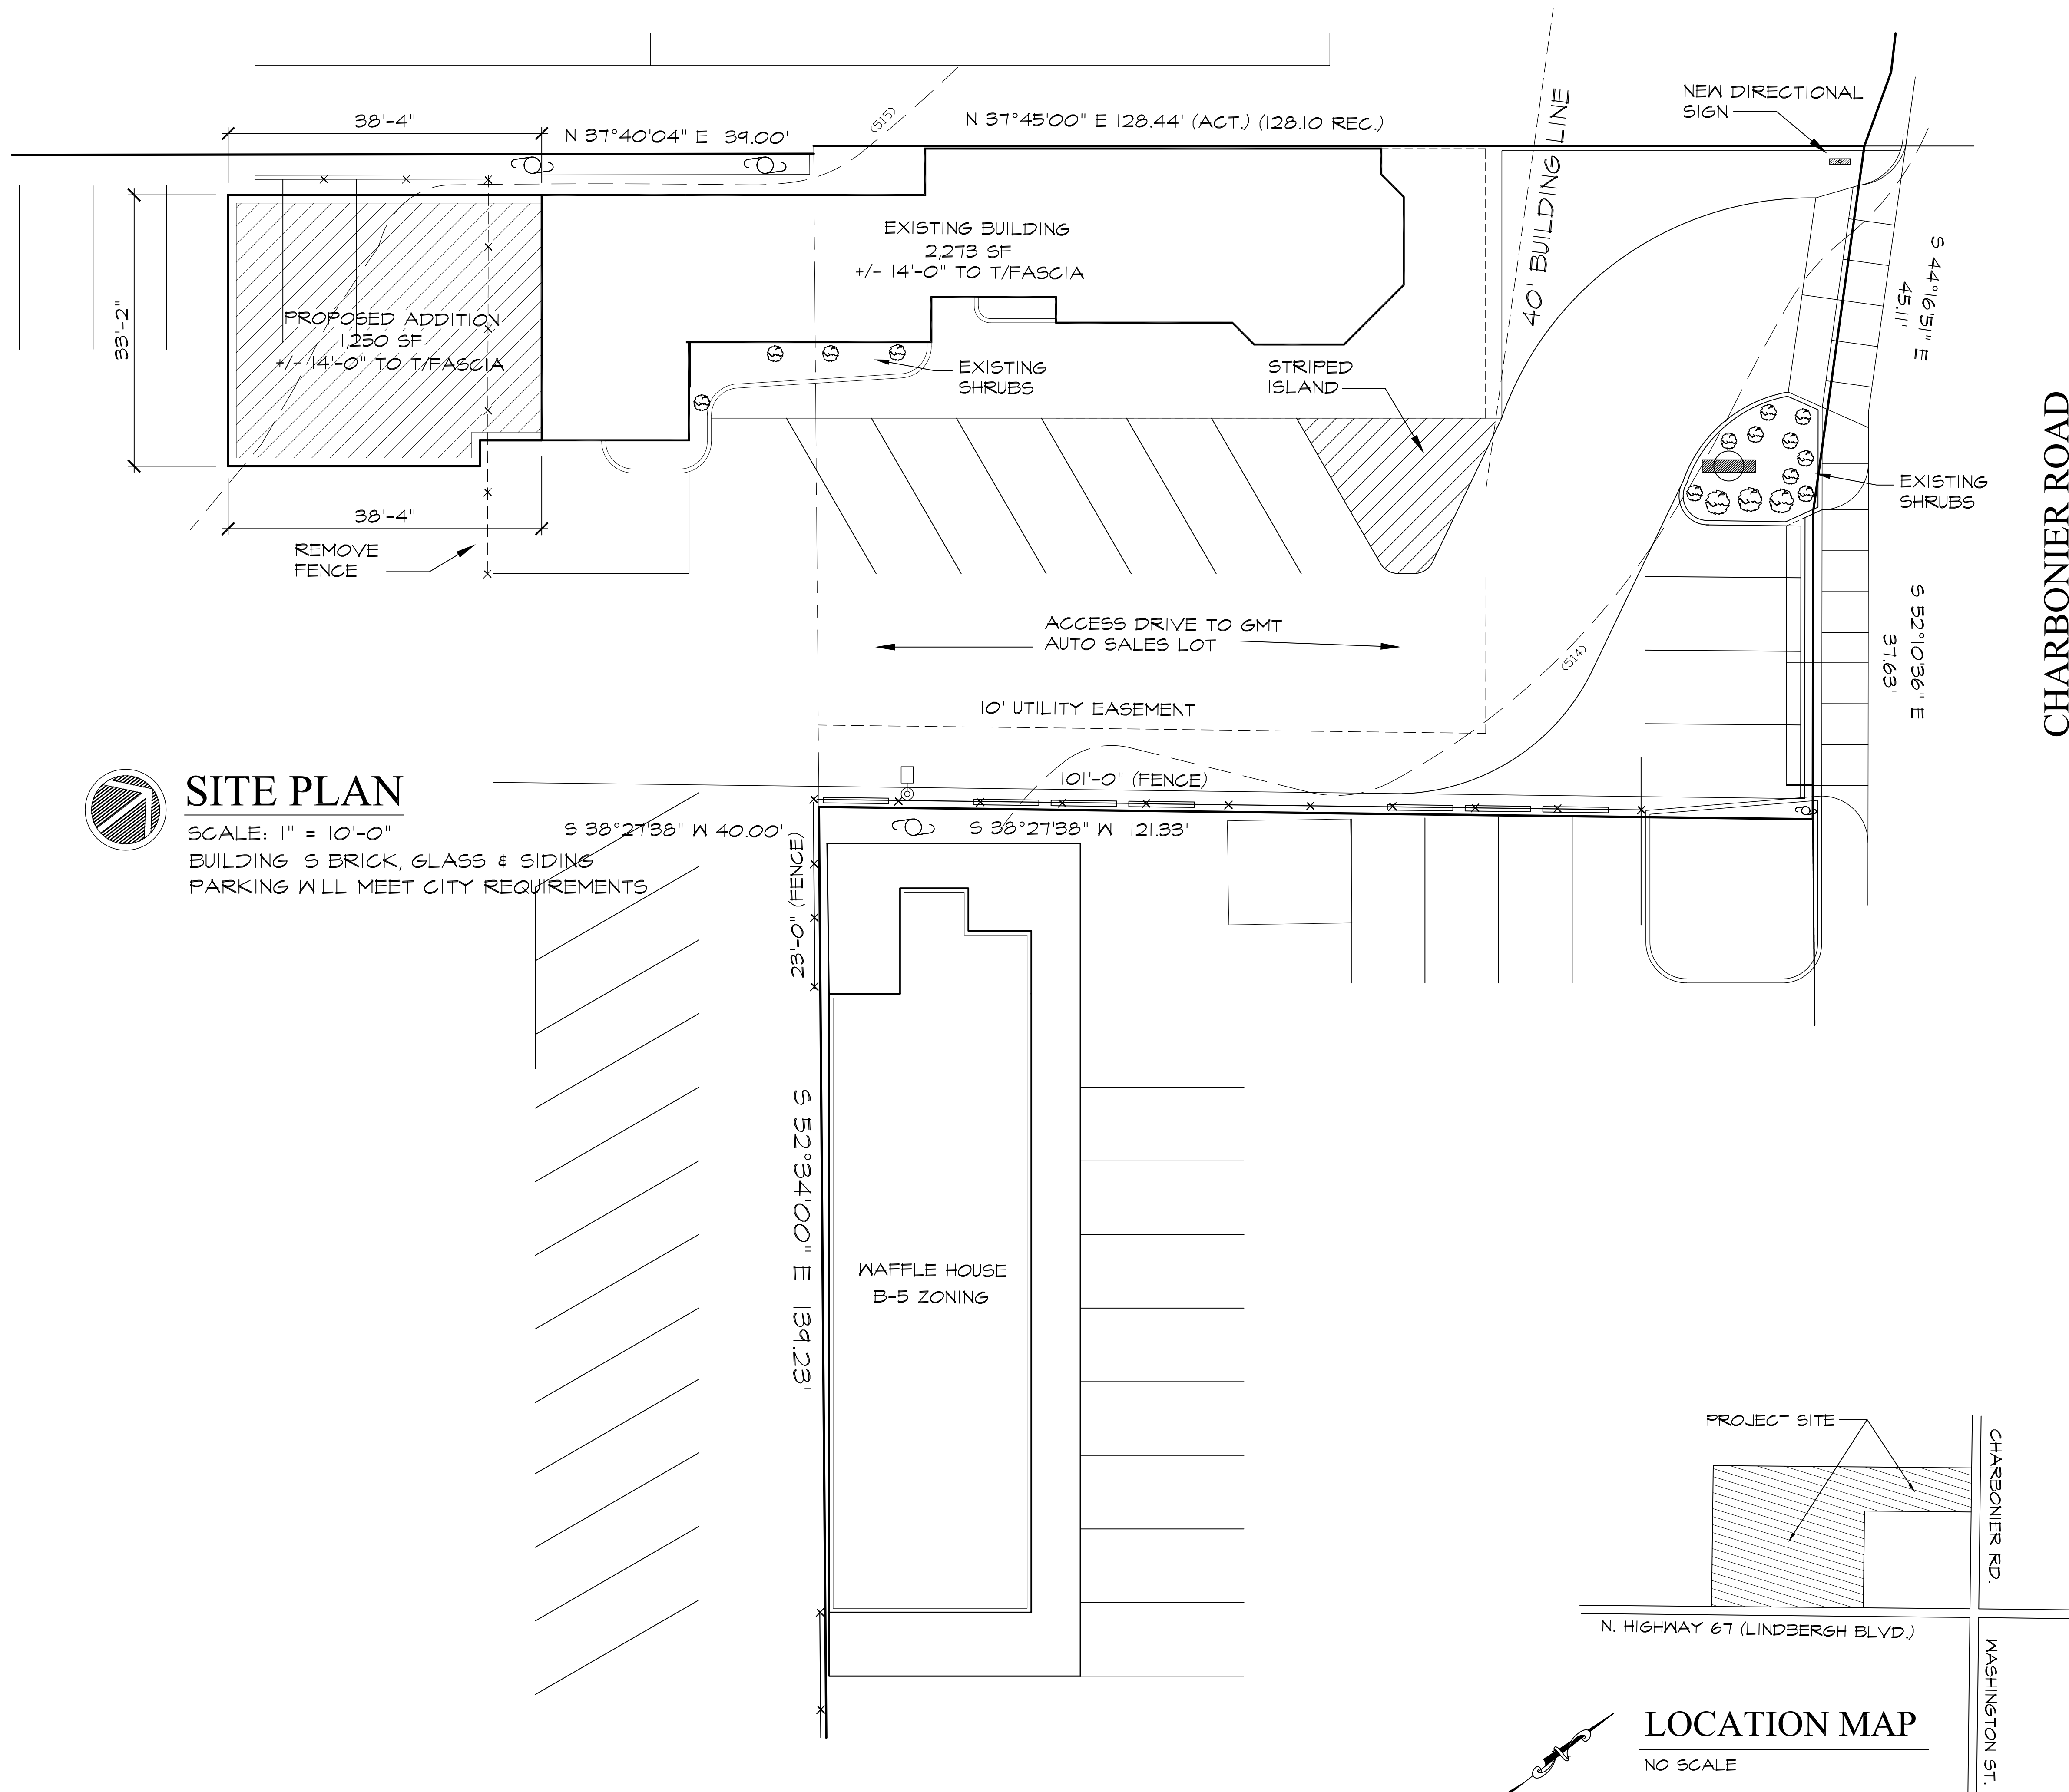 38'-4"
N 37°40'04" E 39.00'
(515)
N 37°45'00" E 128.44' (ACT.) (128.10 REC.)
40' BUILDING LINE
NEW DIRECTIONAL
SIGN
33'-2"
EXISTING BUILDING
2,273 SF
+/- 14'-0" TO T/FASCIA
S 44°16'51" E
45.11'
PROPOSED ADDITION
1,250 SF
+/- 14'-0" TO T/FASCIA
EXISTING
SHRUBS
STRIPED
ISLAND
CHARBONIER ROAD
EXISTING
SHRUBS
38'-4"
REMOVE
FENCE
ACCESS DRIVE TO GMT
AUTO SALES LOT
(514)
S 52°10'36" E
37.63'
10' UTILITY EASEMENT
101'-0" (FENCE)
SITE PLAN
SCALE: 1" = 10'-0"
BUILDING IS BRICK, GLASS & SIDING
PARKING WILL MEET CITY REQUIREMENTS
S 38°27'38" W 40.00'
S 38°27'38" W 121.33'
23'-0" (FENCE)
S 52°34'00" E 139.23'
WAFFLE HOUSE
B-5 ZONING
PROJECT SITE
CHARBONIER RD.
N. HIGHWAY 67 (LINDBERGH BLVD.)
WASHINGTON ST.
LOCATION MAP
NO SCALE